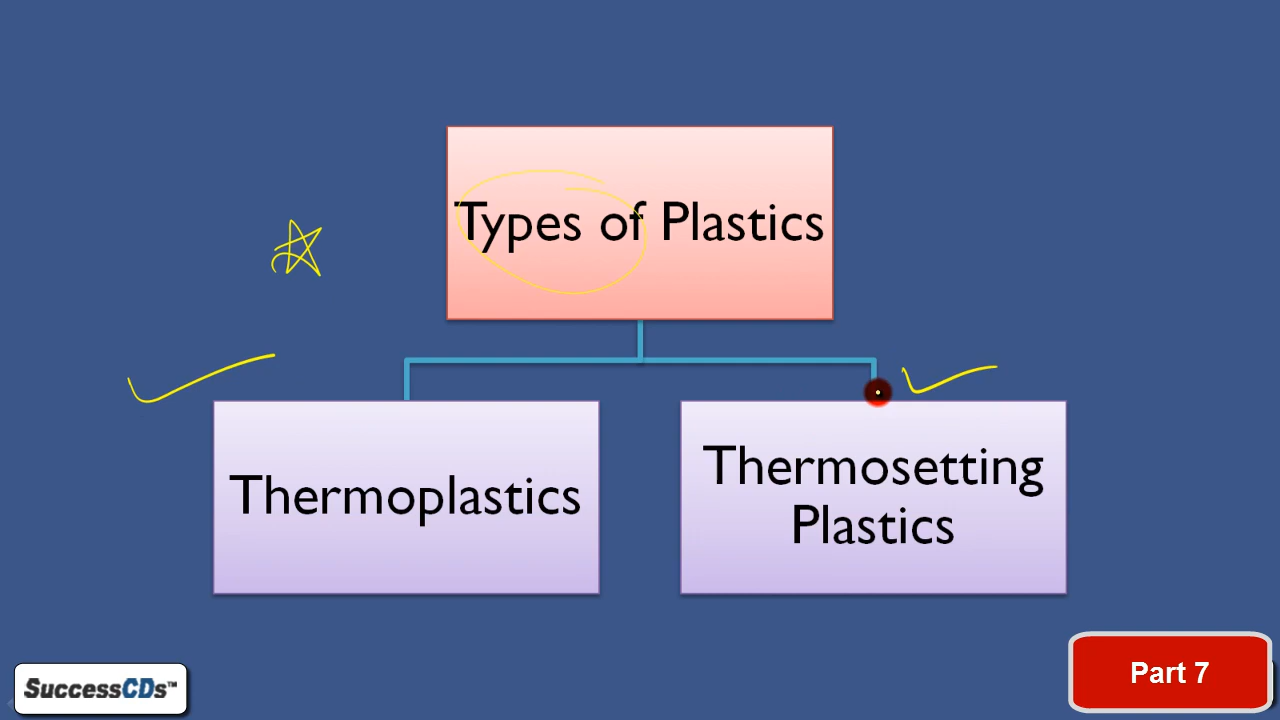 Types of Plastics
Thermoplastics
Thermosetting
Plastics
SuccessCDs™
Part 7